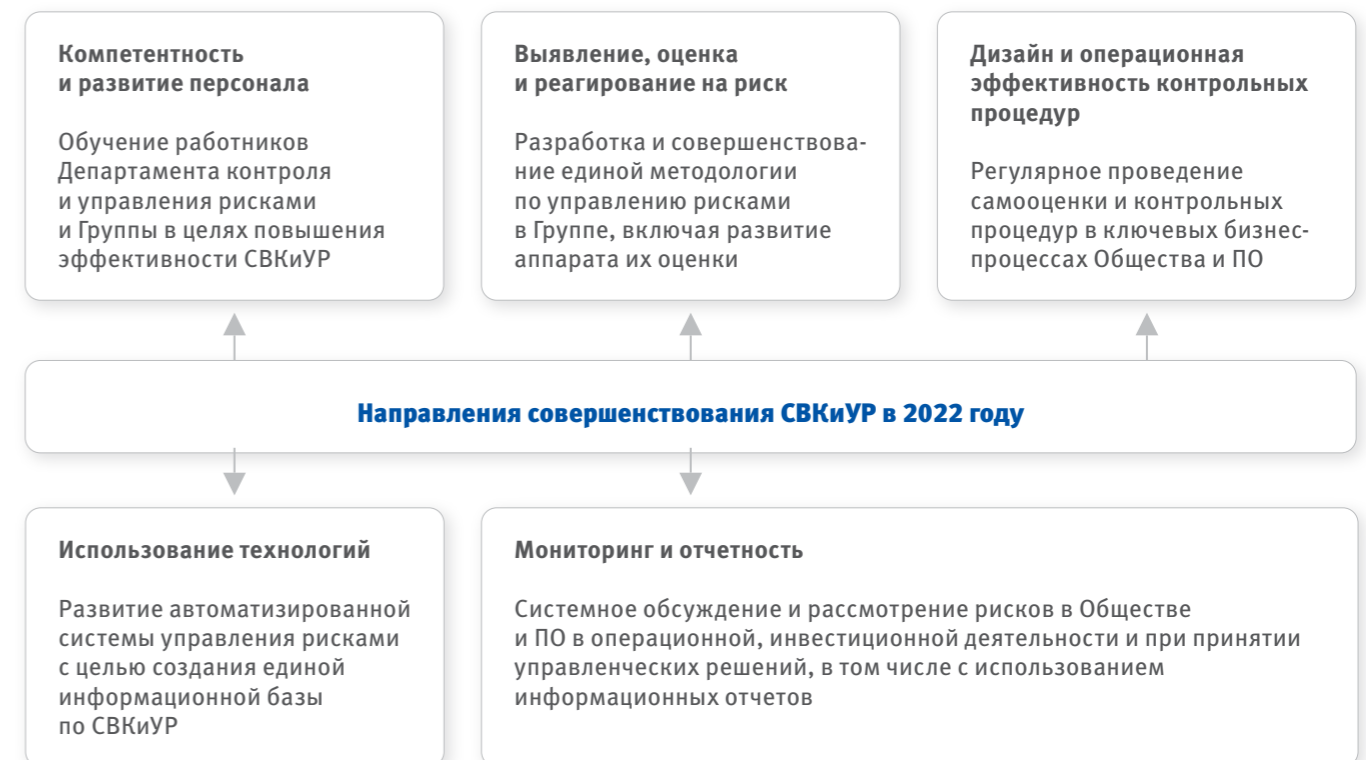 Компетентность
и развитие персонала
Обучение работников
Департамента контроля
и управления рисками
и Группы в целях повышения
эффективности СВКиУР
Выявление, оценка
и реагирование на риск
Разработка и совершенствова-
ние единой методологии
по управлению рисками
в Группе, включая развитие
аппарата их оценки
Дизайн и операционная
эффективность контрольных
процедур
Регулярное проведение
самооценки и контрольных
процедур в ключевых бизнес-
процессах Общества и ПО
Направления совершенствования СВКиУР в 2022 году
Использование технологий
Развитие автоматизированной
системы управления рисками
с целью создания единой
информационной базы
по СВКиУР
Мониторинг и отчетность
Системное обсуждение и рассмотрение рисков в Обществе
и ПО в операционной, инвестиционной деятельности и при принятии
управленческих решений, в том числе с использованием
информационных отчетов